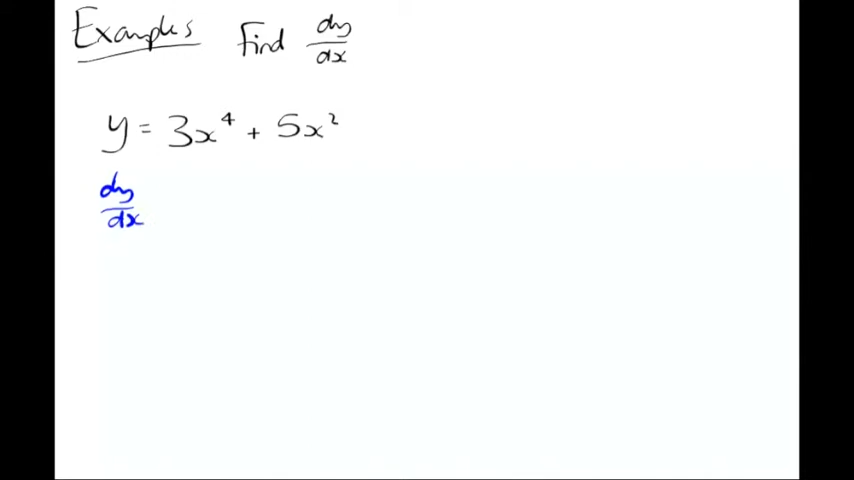 Examples Find dy/dx
y = 3x⁴ + 5x²
dy/dx